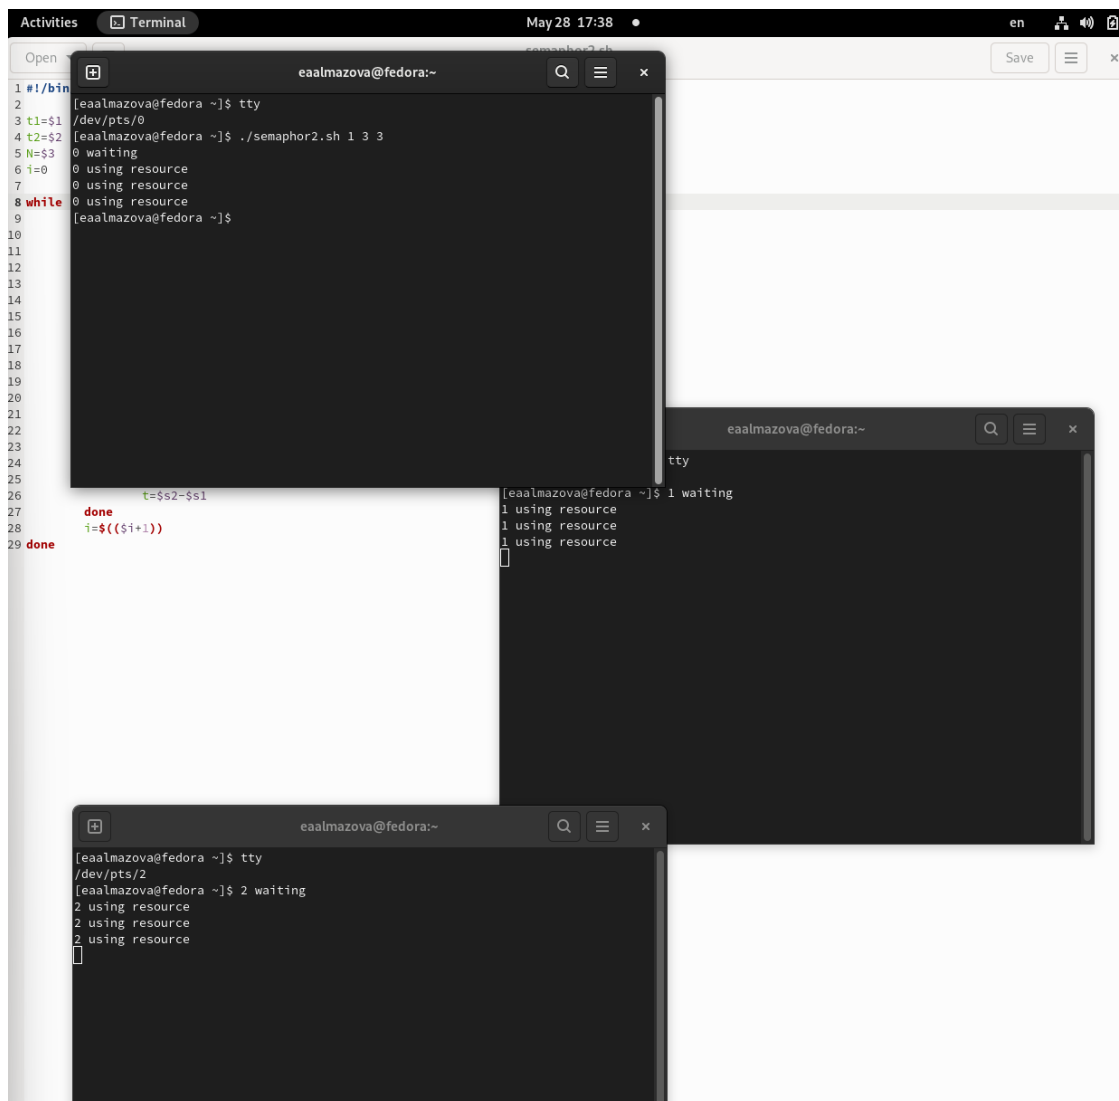 Activities Terminal May 28 17:38 en
Open Save
eaalmazova@fedora:~
1 #!/bin
2
3 t1=$1
4 t2=$2
5 N=$3
6 i=0
7
8 while
9
10
11
12
13
14
15
16
17
18
19
20
21
22
23
24
25
26 t=$s2-$s1
27 done
28 i=$(($i+1))
29 done
[eaalmazova@fedora ~]$ tty
/dev/pts/0
[eaalmazova@fedora ~]$ ./semaphor2.sh 1 3 3
0 waiting
0 using resource
0 using resource
0 using resource
[eaalmazova@fedora ~]$
eaalmazova@fedora:~
tty
[eaalmazova@fedora ~]$ 1 waiting
1 using resource
1 using resource
1 using resource
eaalmazova@fedora:~
[eaalmazova@fedora ~]$ tty
/dev/pts/2
[eaalmazova@fedora ~]$ 2 waiting
2 using resource
2 using resource
2 using resource